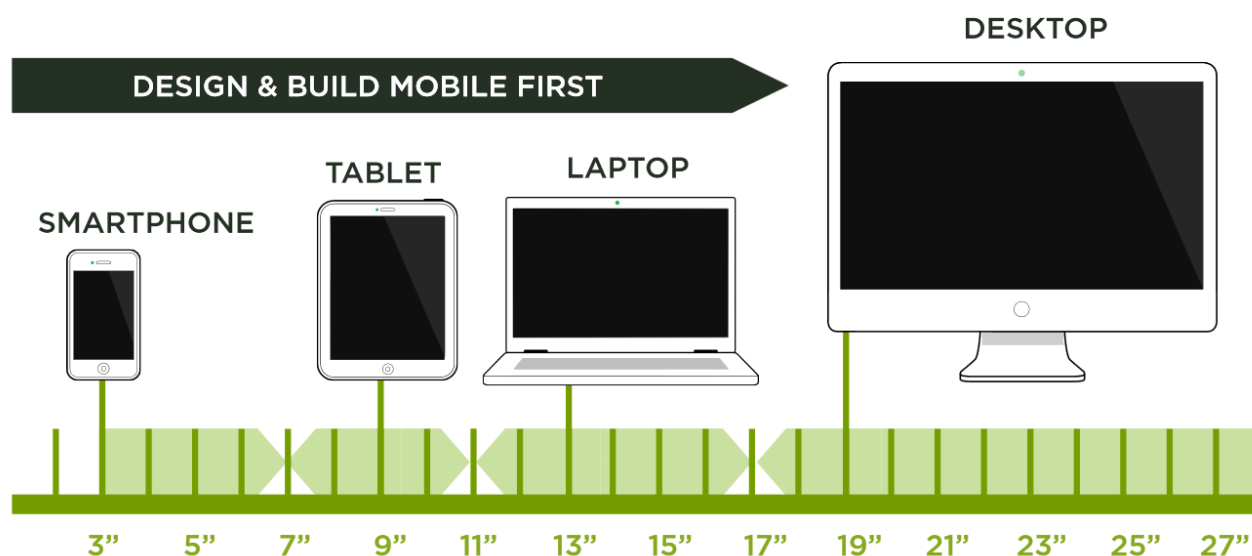 DESKTOP
DESIGN & BUILD MOBILE FIRST
TABLET
LAPTOP
SMARTPHONE
3” 5” 7” 9” 11” 13” 15” 17” 19” 21” 23” 25” 27”